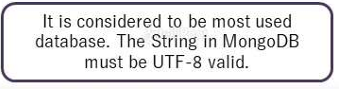 It is considered to be most used
database. The String in MongoDB
must be UTF-8 valid.